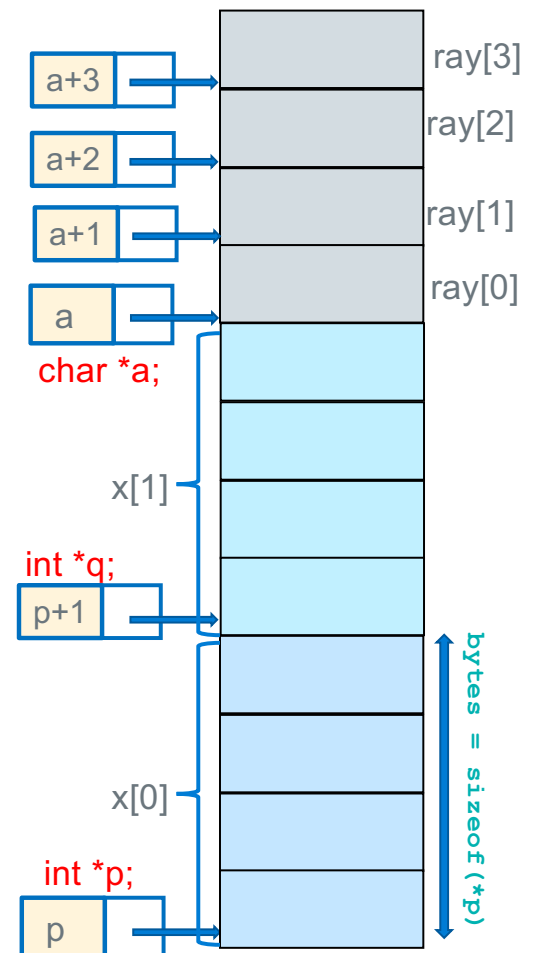 ray[3]
a+3
ray[2]
a+2
ray[1]
a+1
ray[0]
a
char *a;
x[1]
int *q;
p+1
bytes = sizeof(*p)
x[0]
int *p;
p